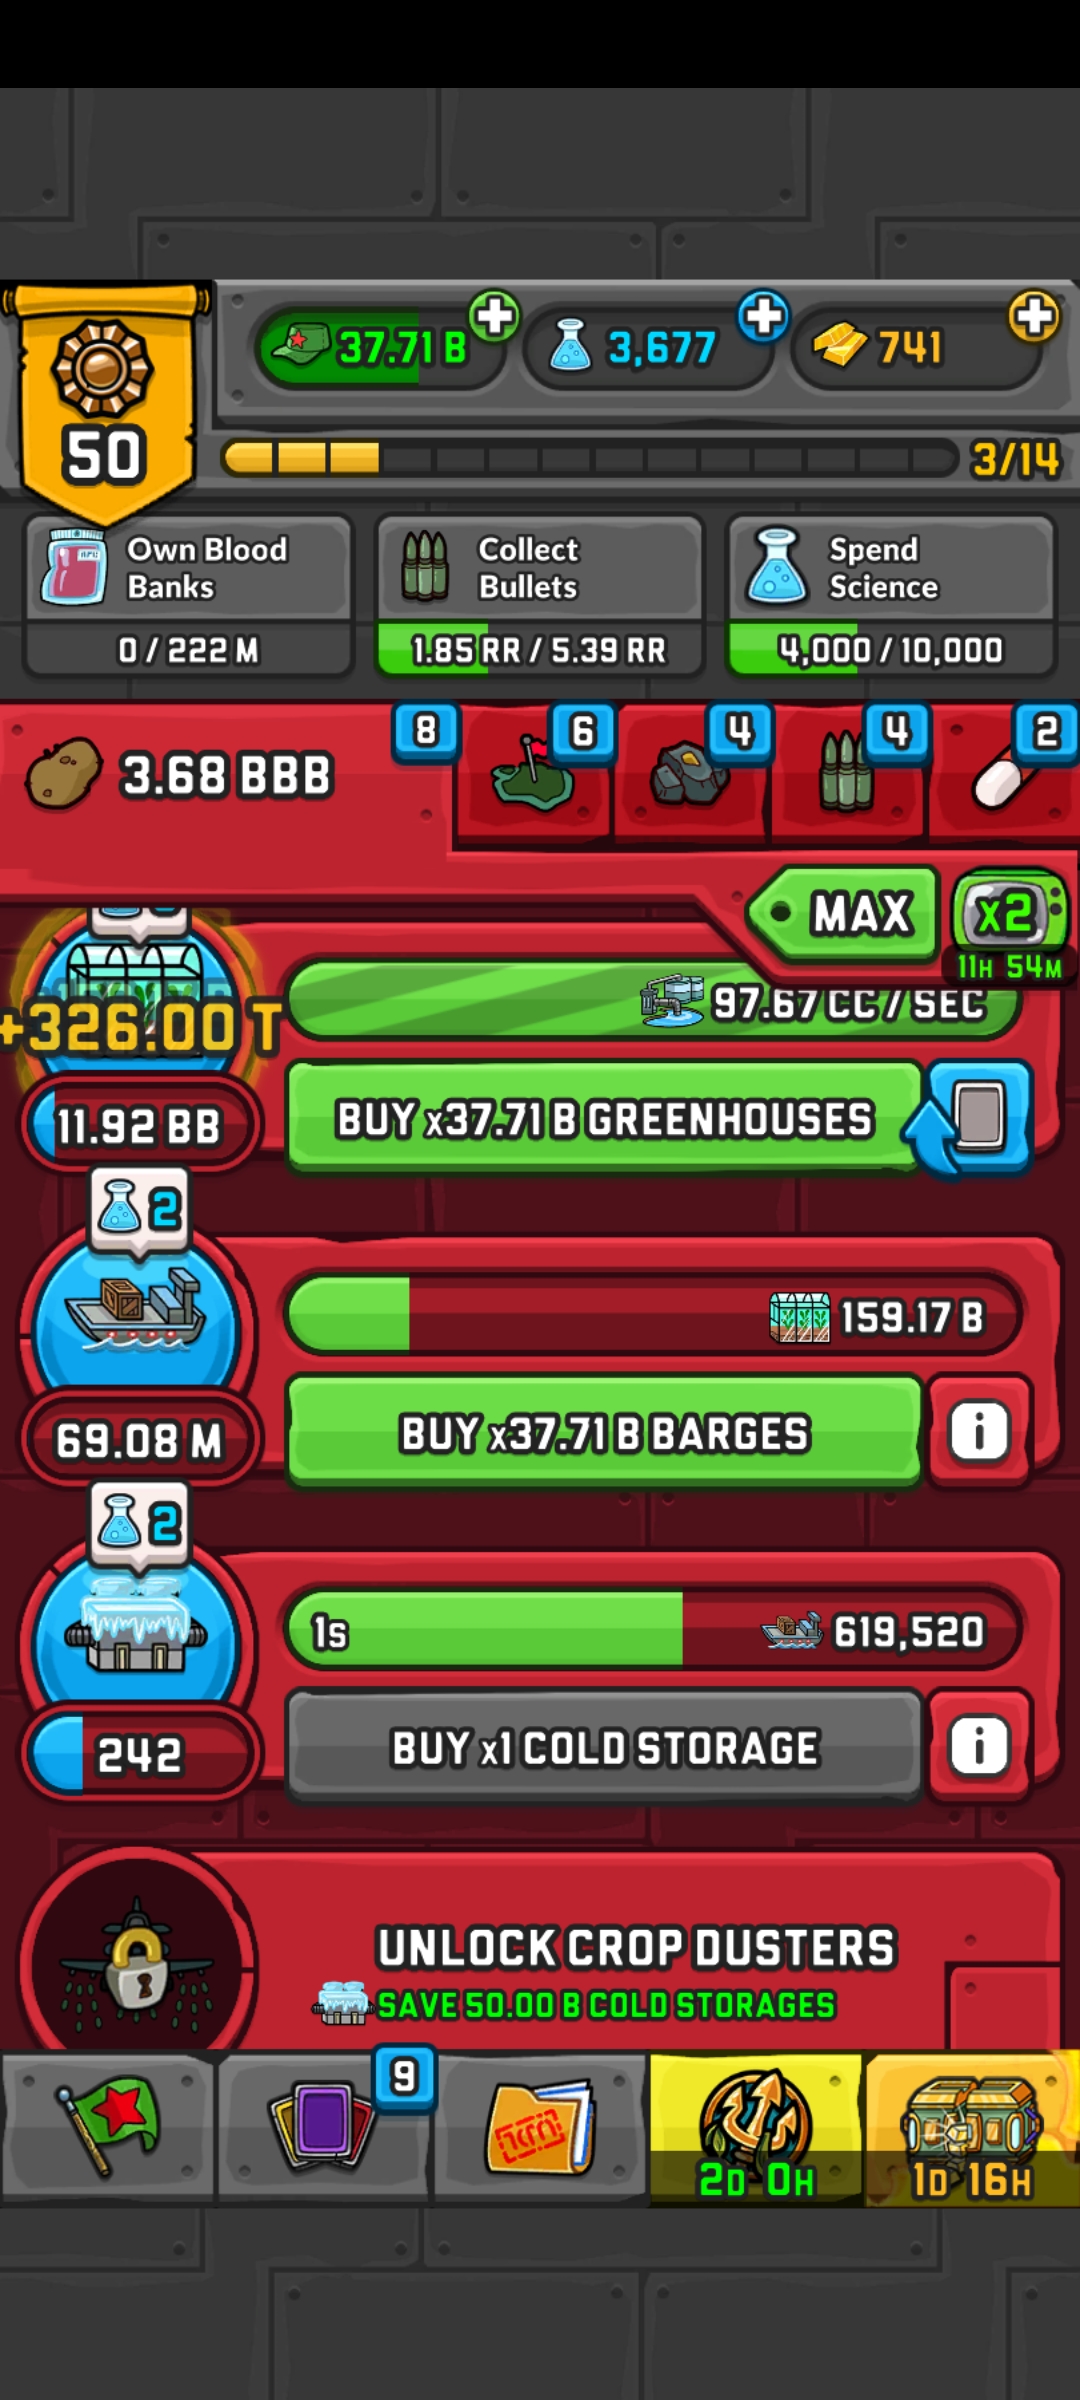 50
37.71 B
3,677
741
3/14
Own Blood
Banks
0 / 222 M
Collect
Bullets
1.85 RR / 5.39 RR
Spend
Science
4,000 / 10,000
3.68 BBB
8
6
4
4
2
MAX
x2
11H 54M
+326.00 T
97.67 CC / SEC
11.92 BB
BUY x37.71 B GREENHOUSES
2
159.17 B
69.08 M
BUY x37.71 B BARGES
i
2
1s
619,520
242
BUY x1 COLD STORAGE
i
UNLOCK CROP DUSTERS
SAVE 50.00 B COLD STORAGES
9
2D 0H
1D 16H